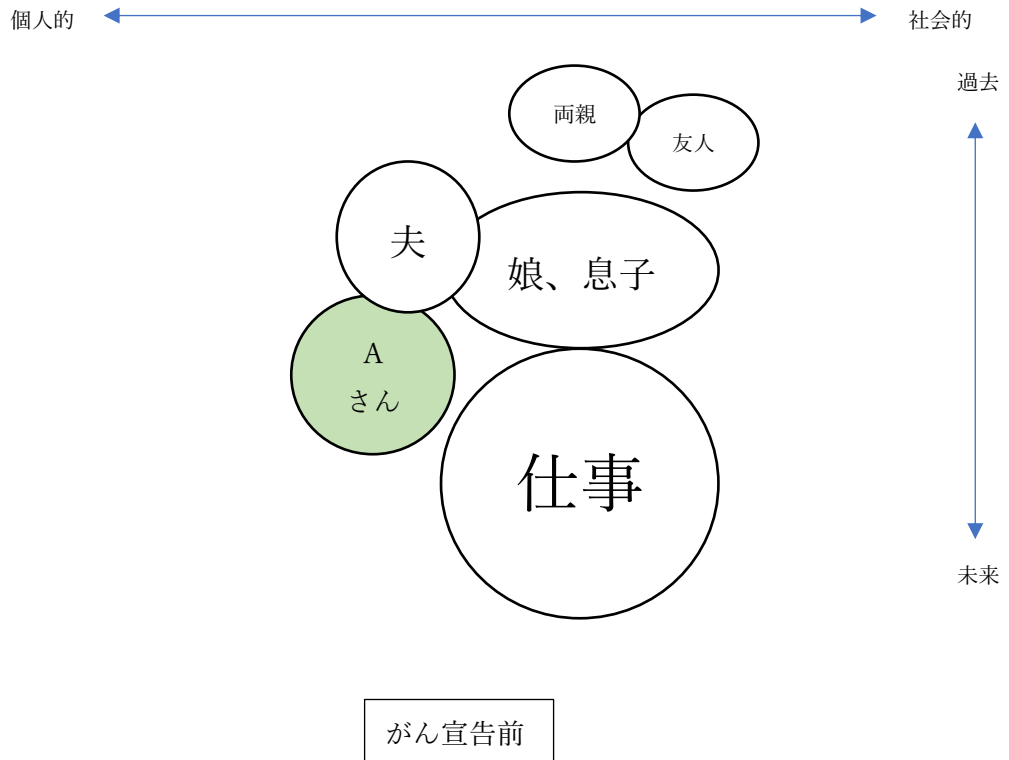 個人的
社会的
過去
両親
友人
夫
娘、息子
A
さん
仕事
未来
がん宣告前